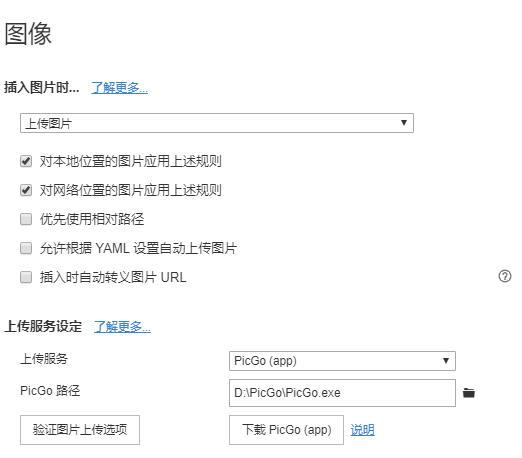 图像
插入图片时... 了解更多...
上传图片
对本地位置的图片应用上述规则
对网络位置的图片应用上述规则
优先使用相对路径
允许根据 YAML 设置自动上传图片
插入时自动转义图片 URL
上传服务设定 了解更多...
上传服务 PicGo (app)
PicGo 路径 D:\PicGo\PicGo.exe
验证图片上传选项 下载 PicGo (app) 说明